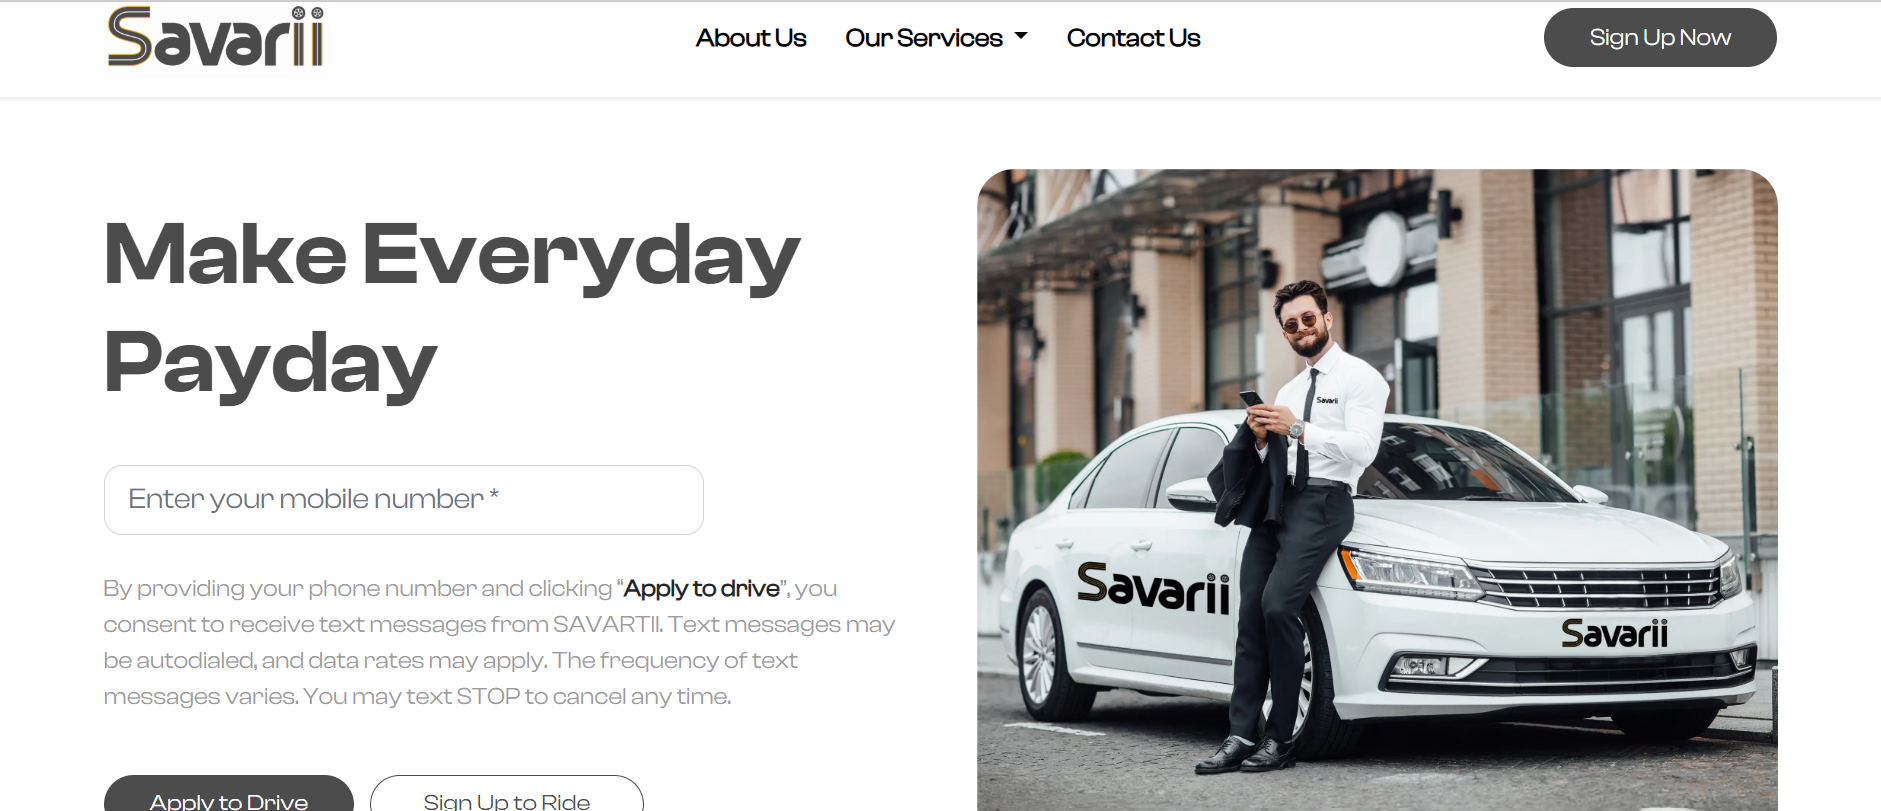 Savarii
About Us Our Services Contact Us
Sign Up Now
Make Everyday
Payday
Enter your mobile number *
By providing your phone number and clicking “Apply to drive”, you
consent to receive text messages from SAVARTII. Text messages may
be autodialed, and data rates may apply. The frequency of text
messages varies. You may text STOP to cancel any time.
Apply to Drive Sign Up to Ride
Savarii
Savarii
Savarii